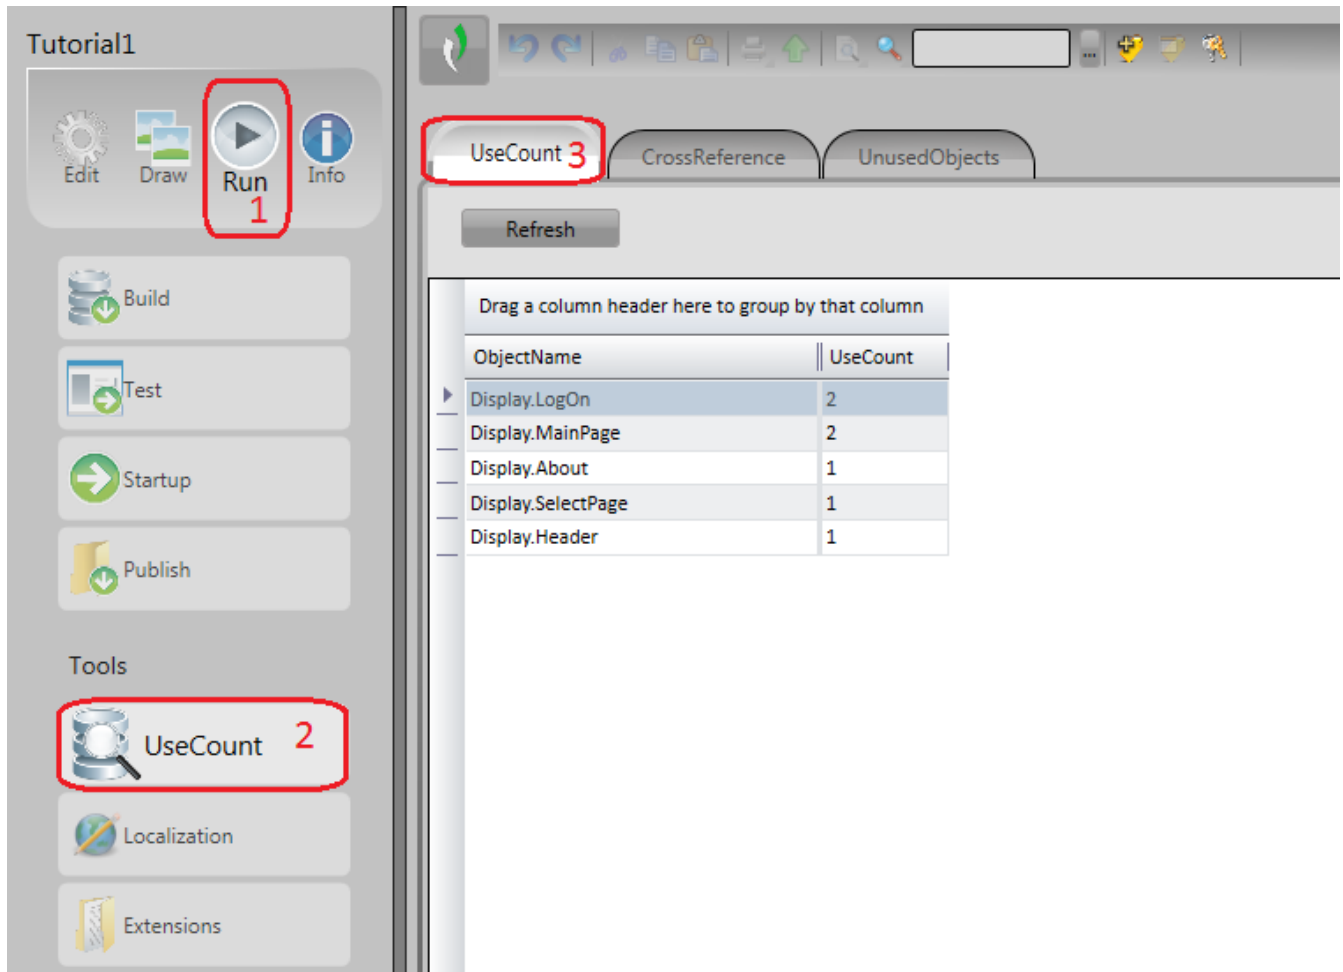 Tutorial1
Edit
Draw
Run
Info
1
Build
Test
Startup
Publish
Tools
UseCount 2
Localization
Extensions
...
UseCount 3
CrossReference
UnusedObjects
Refresh
Drag a column header here to group by that column
ObjectName UseCount
Display.LogOn 2
Display.MainPage 2
Display.About 1
Display.SelectPage 1
Display.Header 1